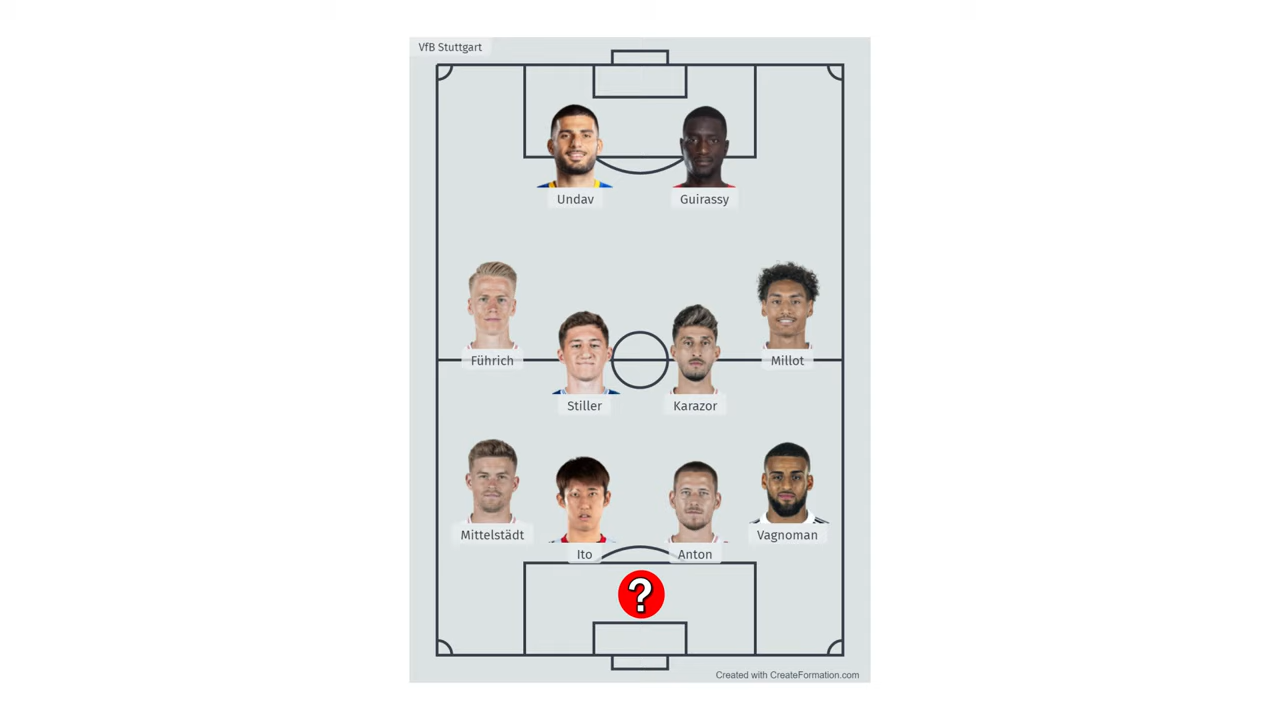 VfB Stuttgart
Undav
Guirassy
Führich
Millot
Stiller
Karazor
Mittelstädt
Vagnoman
Ito
Anton
?
Created with CreateFormation.com